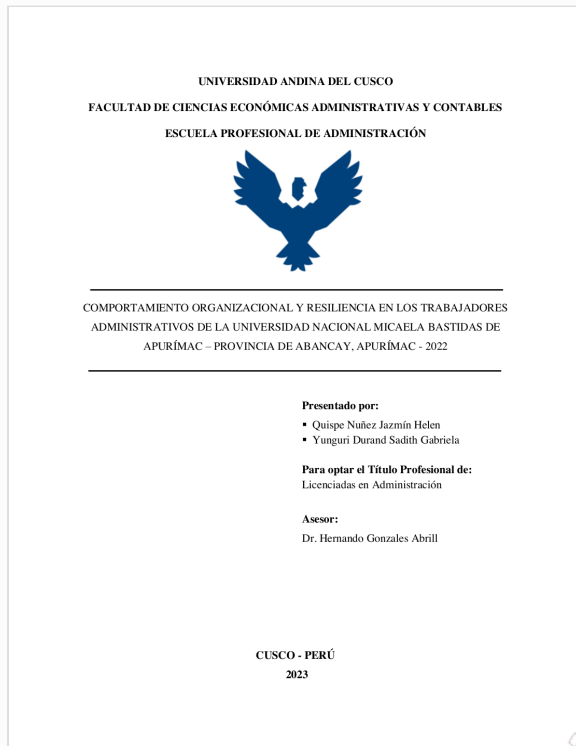 UNIVERSIDAD ANDINA DEL CUSCO
FACULTAD DE CIENCIAS ECONÓMICAS ADMINISTRATIVAS Y CONTABLES
ESCUELA PROFESIONAL DE ADMINISTRACIÓN
COMPORTAMIENTO ORGANIZACIONAL Y RESILIENCIA EN LOS TRABAJADORES
ADMINISTRATIVOS DE LA UNIVERSIDAD NACIONAL MICAELA BASTIDAS DE
APURÍMAC – PROVINCIA DE ABANCAY, APURÍMAC - 2022
Presentado por:
▪ Quispe Nuñez Jazmín Helen
▪ Yunguri Durand Sadith Gabriela
Para optar el Título Profesional de:
Licenciadas en Administración
Asesor:
Dr. Hernando Gonzales Abrill
CUSCO - PERÚ
2023